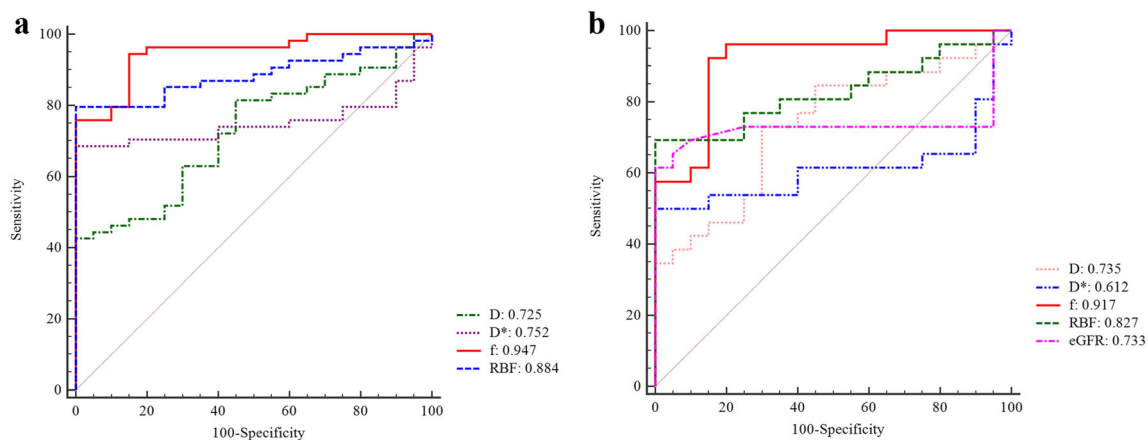 a
100
80
60
40
20
0
Sensitivity
0 20 40 60 80 100
100-Specificity
D: 0.725
D*: 0.752
f: 0.947
RBF: 0.884
b
100
80
60
40
20
0
Sensitivity
0 20 40 60 80 100
100-Specificity
D: 0.735
D*: 0.612
f: 0.917
RBF: 0.827
eGFR: 0.733